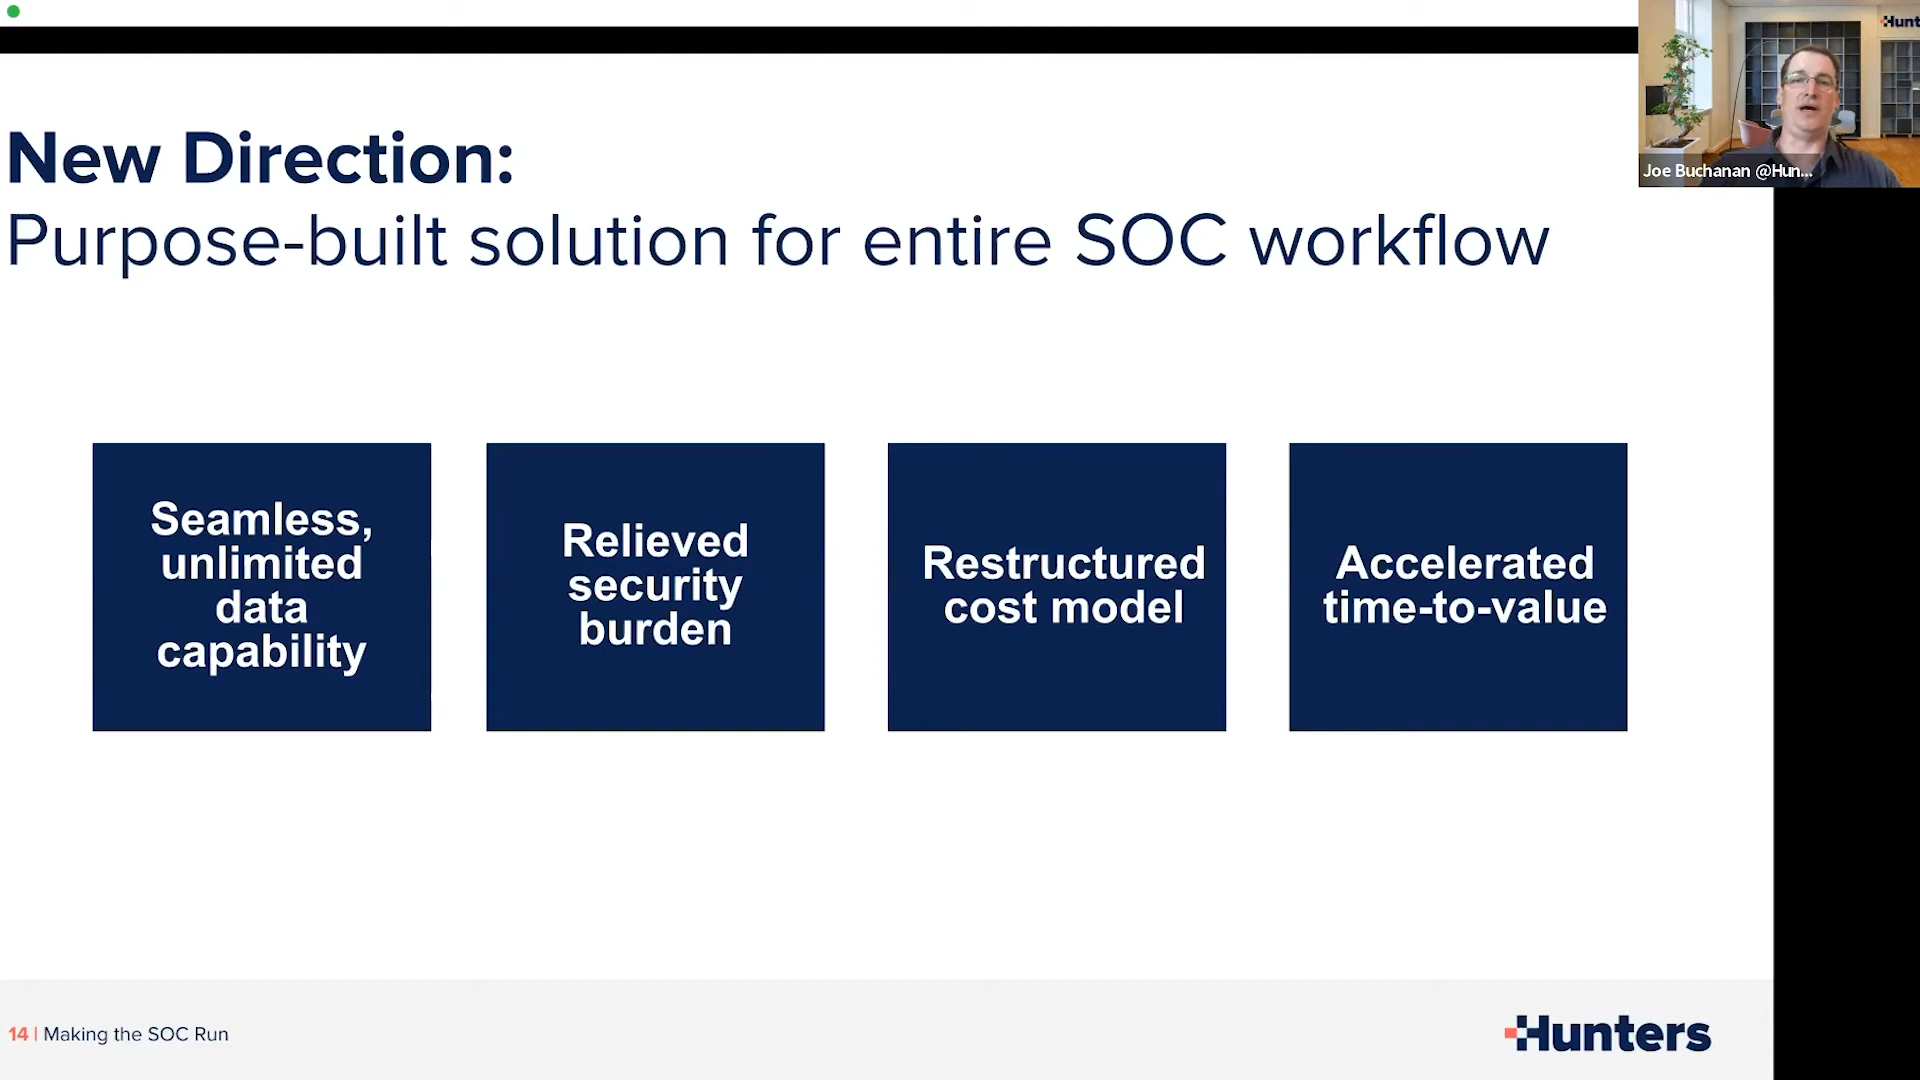 Hunt
Joe Buchanan @Hun...
New Direction:
Purpose-built solution for entire SOC workflow
Seamless,
unlimited
data
capability
Relieved
security
burden
Restructured
cost model
Accelerated
time-to-value
14 | Making the SOC Run
Hunters